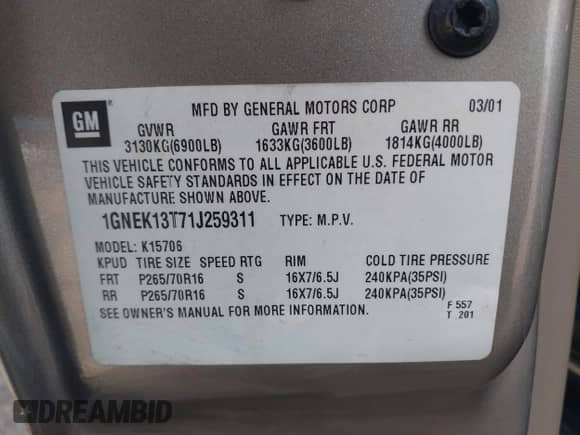 GM
MFD BY GENERAL MOTORS CORP 03/01
GVWR GAWR FRT GAWR RR
3130KG(6900LB) 1633KG(3600LB) 1814KG(4000LB)
THIS VEHICLE CONFORMS TO ALL APPLICABLE U.S. FEDERAL MOTOR
VEHICLE SAFETY STANDARDS IN EFFECT ON THE DATE OF
MANUFACTURE SHOWN ABOVE.
1GNEK13T71J259311 TYPE: M.P.V.
MODEL: K15706
KPUD TIRE SIZE SPEED RTG RIM COLD TIRE PRESSURE
FRT P265/70R16 S 16X7/6.5J 240KPA(35PSI)
RR P265/70R16 S 16X7/6.5J 240KPA(35PSI)
SEE OWNER'S MANUAL FOR MORE INFORMATION.
F 557
T 201
DREAMBID